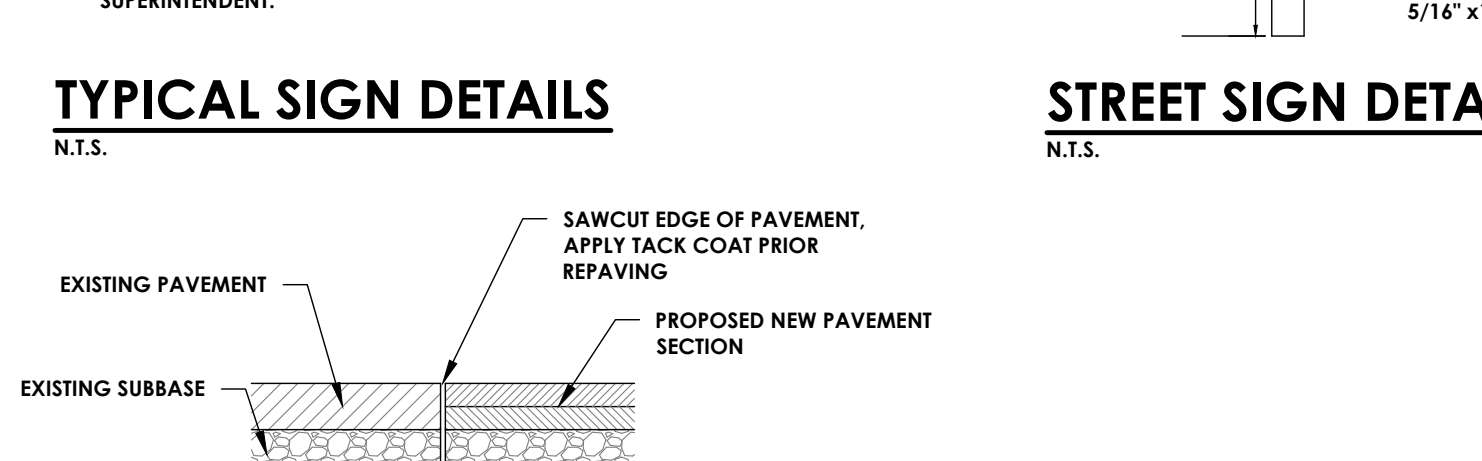 SUPERINTENDENT.
5/16" x
TYPICAL SIGN DETAILS
N.T.S.
STREET SIGN DETA
N.T.S.
SAWCUT EDGE OF PAVEMENT,
APPLY TACK COAT PRIOR
REPAVING
EXISTING PAVEMENT
PROPOSED NEW PAVEMENT
SECTION
EXISTING SUBBASE